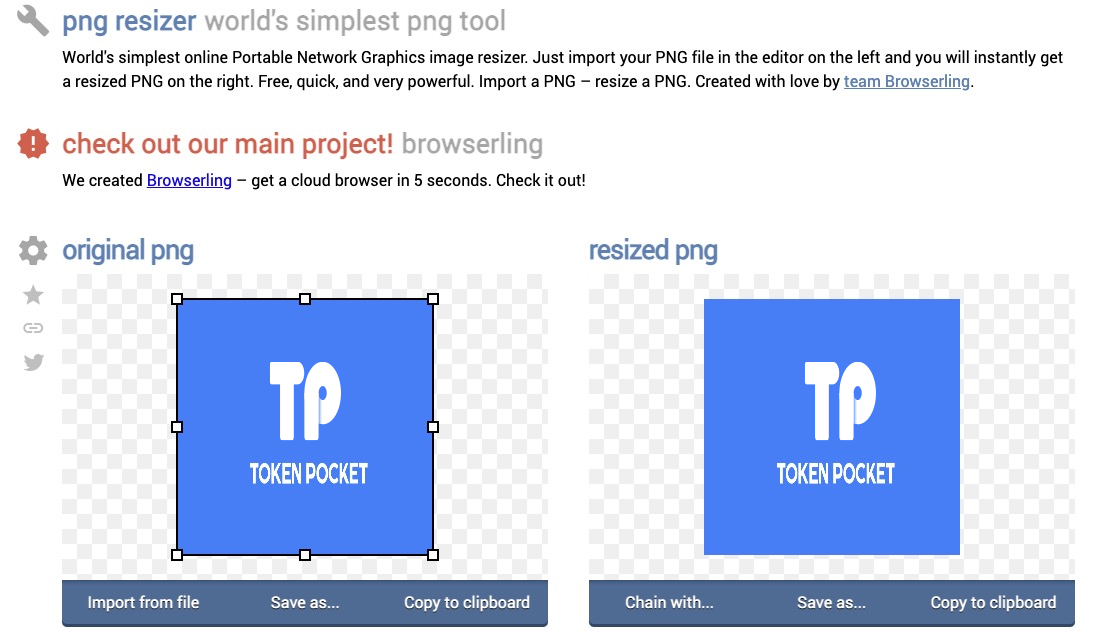 png resizer world's simplest png tool
World's simplest online Portable Network Graphics image resizer. Just import your PNG file in the editor on the left and you will instantly get
a resized PNG on the right. Free, quick, and very powerful. Import a PNG – resize a PNG. Created with love by team Browserling.
check out our main project! browserling
We created Browserling – get a cloud browser in 5 seconds. Check it out!
original png
resized png
TP
TOKEN POCKET
TP
TOKEN POCKET
Import from file
Save as...
Copy to clipboard
Chain with...
Save as...
Copy to clipboard